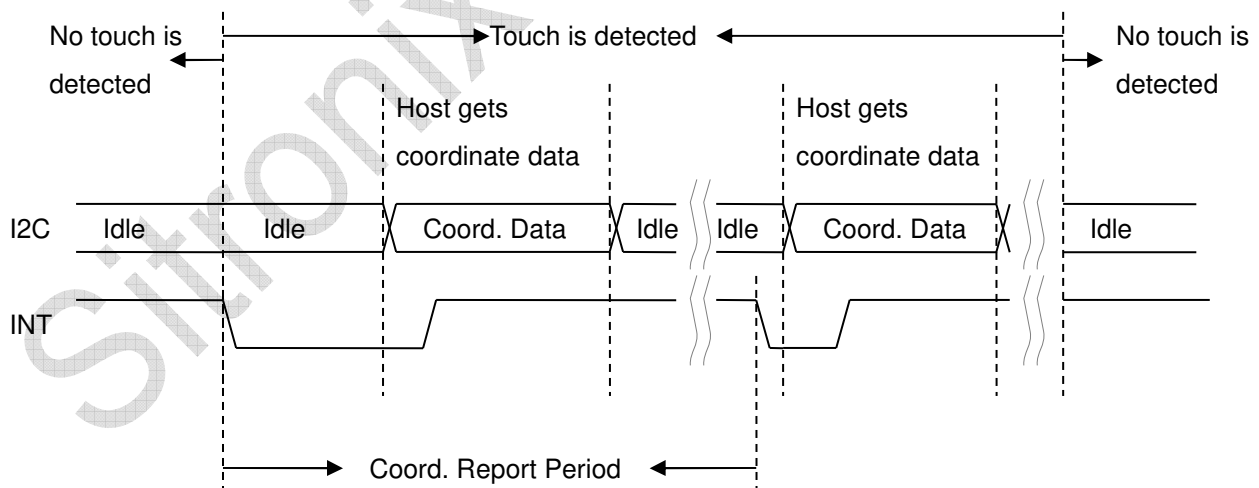 No touch is
detected
Touch is detected
No touch is
detected
Host gets
coordinate data
Host gets
coordinate data
I2C
Idle
Idle
Coord. Data
Idle
Idle
Coord. Data
Idle
INT
Coord. Report Period
Sitronix